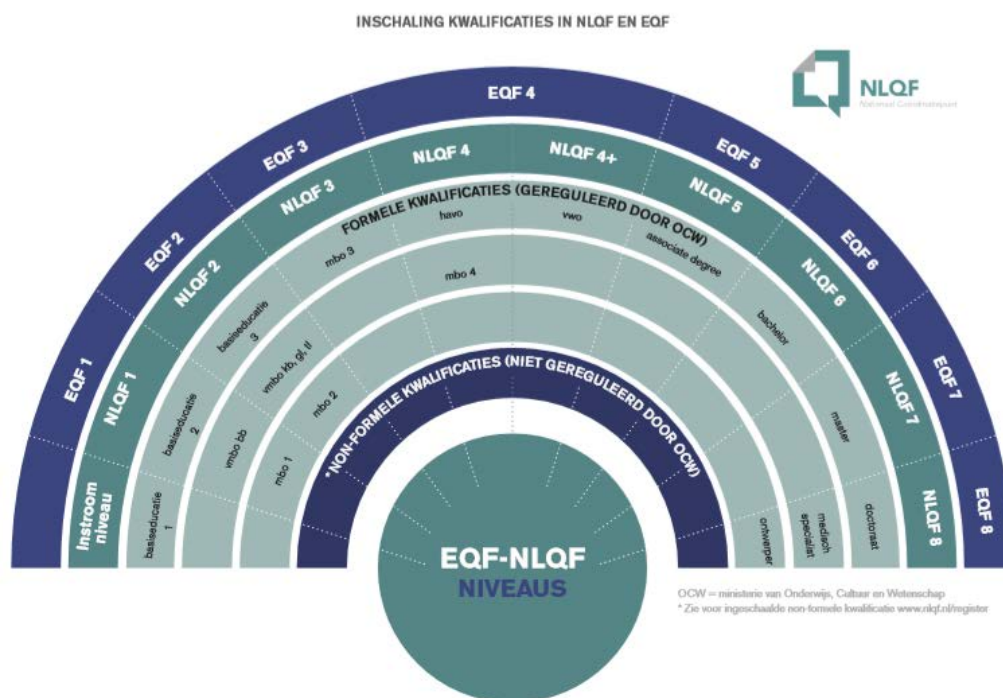 INSCHALING KWALIFICATIES IN NLQF EN EQF
NLQF
Nationaal Coördinatiepunt
EQF 1
EQF 2
EQF 3
EQF 4
EQF 5
EQF 6
EQF 7
EQF 8
Instroom
niveau
NLQF 1
NLQF 2
NLQF 3
NLQF 4
NLQF 4+
NLQF 5
NLQF 6
NLQF 7
NLQF 8
FORMELE KWALIFICATIES (GEREGULEERD DOOR OCW)
basiseducatie
1
basiseducatie
2
basiseducatie
3
mbo 3
havo
vwo
associate degree
bachelor
master
doctoraat
vmbo bb
vmbo kb, gl, tl
mbo 4
medisch
specialist
mbo 1
mbo 2
ontwerper
*NON-FORMELE KWALIFICATIES (NIET GEREGULEERD DOOR OCW)
EQF-NLQF
NIVEAUS
OCW = ministerie van Onderwijs, Cultuur en Wetenschap
* Zie voor ingeschaalde non-formele kwalificatie www.nlqf.nl/register